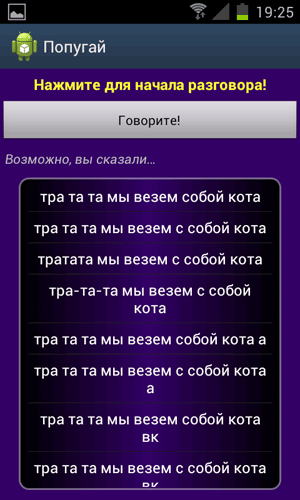 19:25
Попугай
Нажмите для начала разговора!
Говорите!
Возможно, вы сказали...
тра та та мы везем собой кота
тра та та мы везем с собой кота
тратата мы везем с собой кота
тра-та-та мы везем с собой
кота
тра та та мы везем собой кота а
тра та та мы везем с собой кота
а
тра та та мы везем собой кота
вк
тра та та мы везем с собой кота
вк